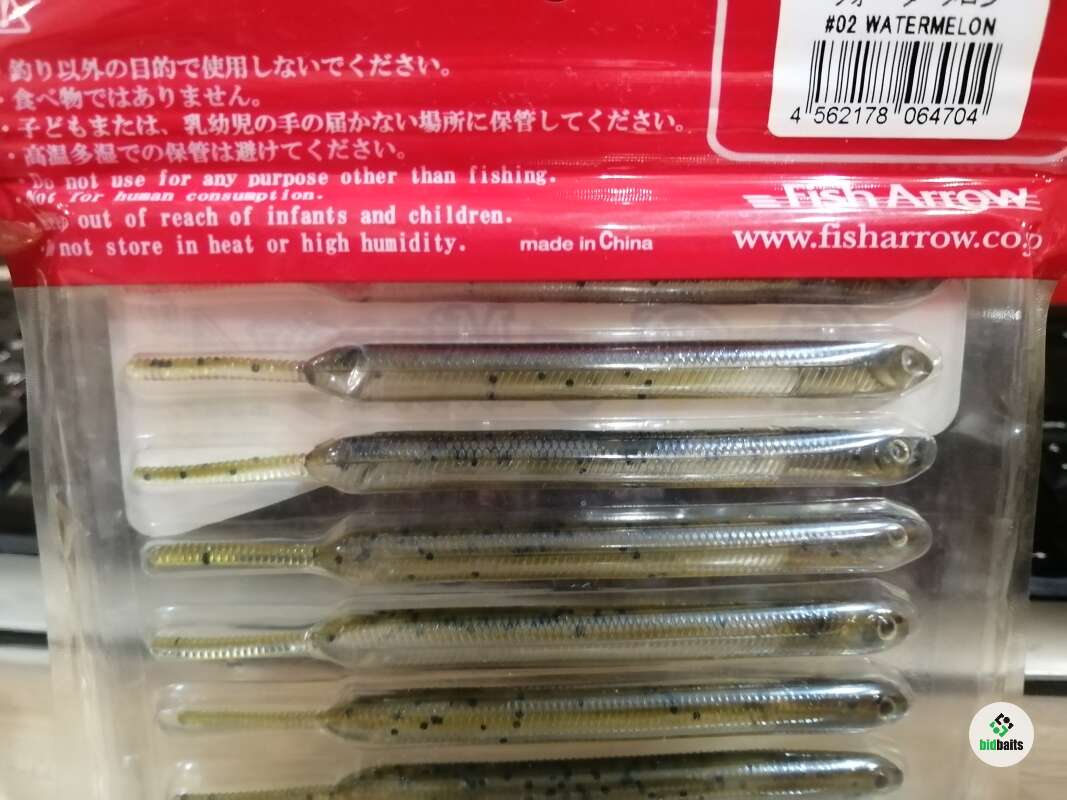 #02 WATERMELON
4 562178 064704
・釣り以外の目的で使用しないでください。
・食べ物ではありません。
・子どもまたは、乳幼児の手の届かない場所に保管してください。
・高温多湿での保管は避けてください。
・Do not use for any purpose other than fishing.
・Not for human consumption.
out of reach of infants and children.
not store in heat or high humidity.
made in China
Fish Arrow
www.fisharrow.co
bidbaits